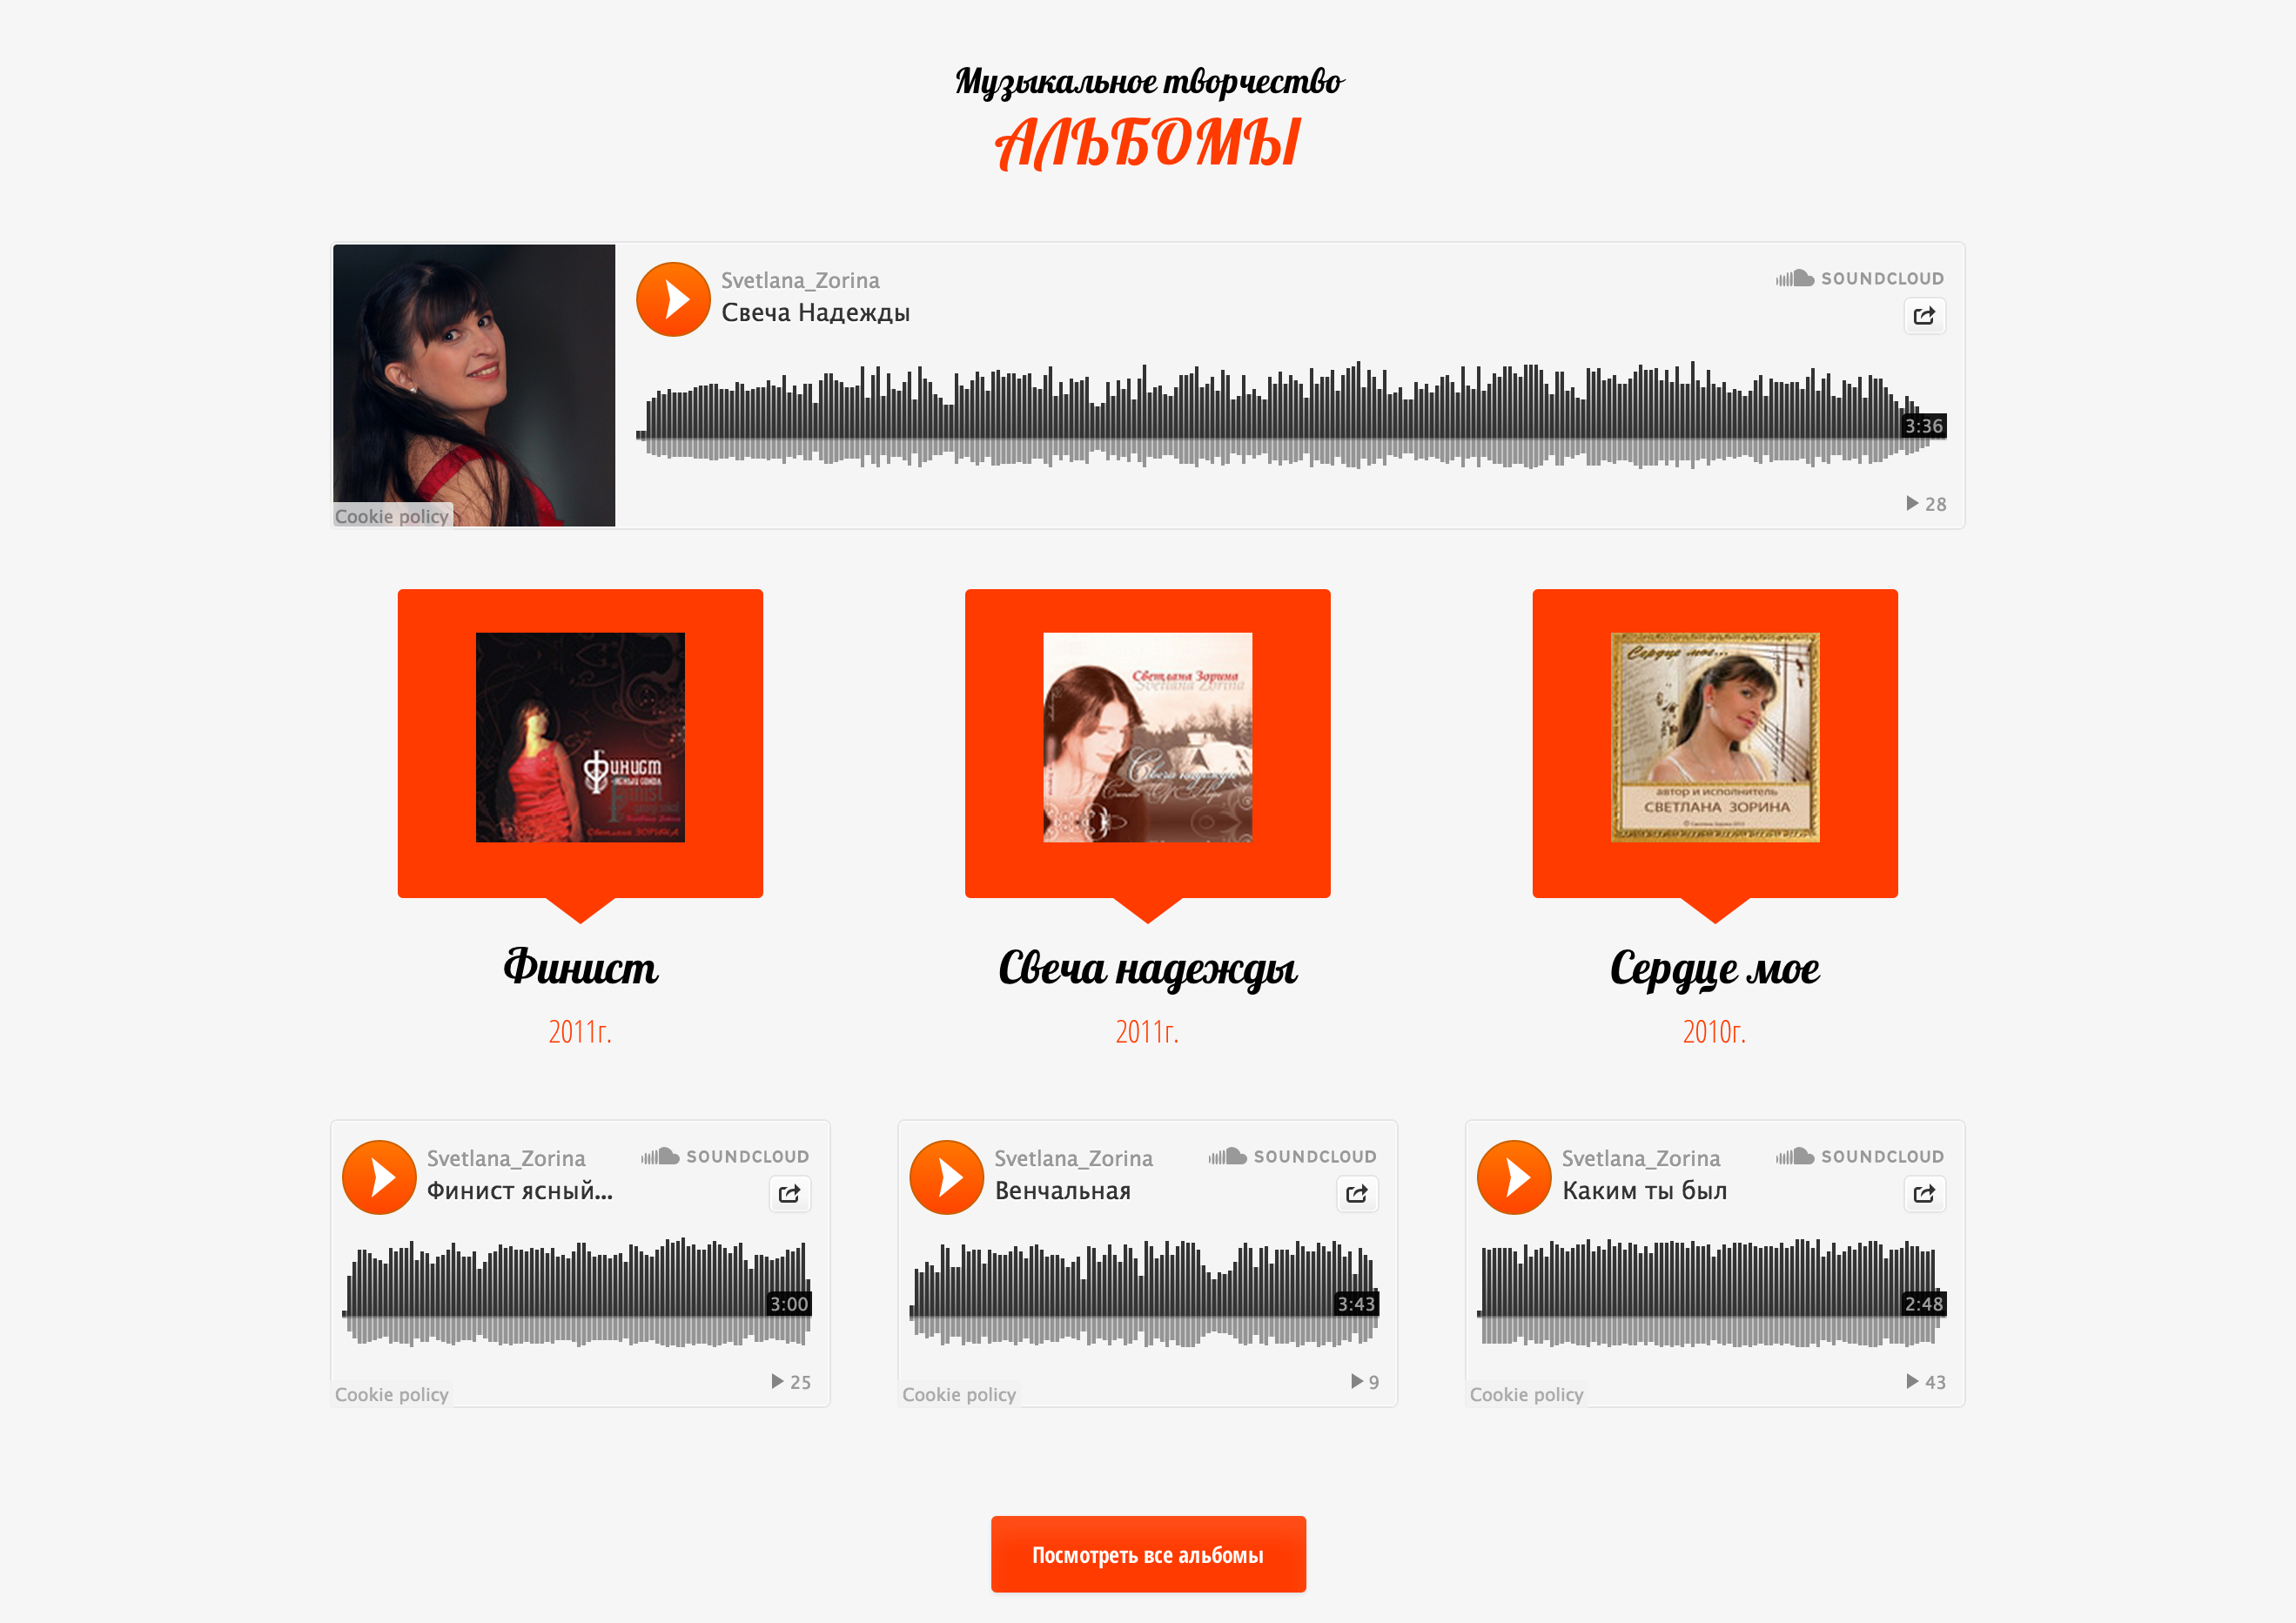 Музыкальное творчество
АЛЬБОМЫ
Svetlana_Zorina
SOUNDCLOUD
Свеча Надежды
3:36
28
Cookie policy
Финист
ясный сокол
Finist
Светлана ЗОРИНА
Светлана Зорина
Svetlana Zorina
Свеча надежды
Сердце мое...
автор и исполнитель
СВЕТЛАНА ЗОРИНА
Финист
2011г.
Свеча надежды
2011г.
Сердце мое
2010г.
Svetlana_Zorina
SOUNDCLOUD
Финист ясный...
3:00
25
Cookie policy
Svetlana_Zorina
SOUNDCLOUD
Венчальная
3:43
9
Cookie policy
Svetlana_Zorina
SOUNDCLOUD
Каким ты был
2:48
43
Cookie policy
Посмотреть все альбомы